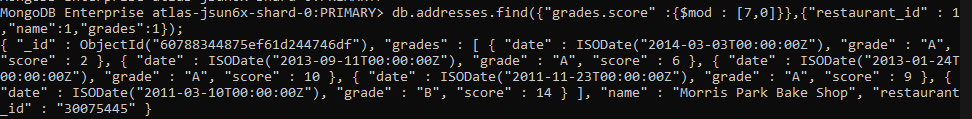 MongoDB Enterprise atlas-jsun6x-shard-0:PRIMARY> db.addresses.find({"grades.score" :{$mod : [7,0]}},{"restaurant_id" : 1
,"name":1,"grades":1});
{ "_id" : ObjectId("60788344875ef61d244746df"), "grades" : [ { "date" : ISODate("2014-03-03T00:00:00Z"), "grade" : "A",
"score" : 2 }, { "date" : ISODate("2013-09-11T00:00:00Z"), "grade" : "A", "score" : 6 }, { "date" : ISODate("2013-01-24T
00:00:00Z"), "grade" : "A", "score" : 10 }, { "date" : ISODate("2011-11-23T00:00:00Z"), "grade" : "A", "score" : 9 }, {
"date" : ISODate("2011-03-10T00:00:00Z"), "grade" : "B", "score" : 14 } ], "name" : "Morris Park Bake Shop", "restaurant
_id" : "30075445" }